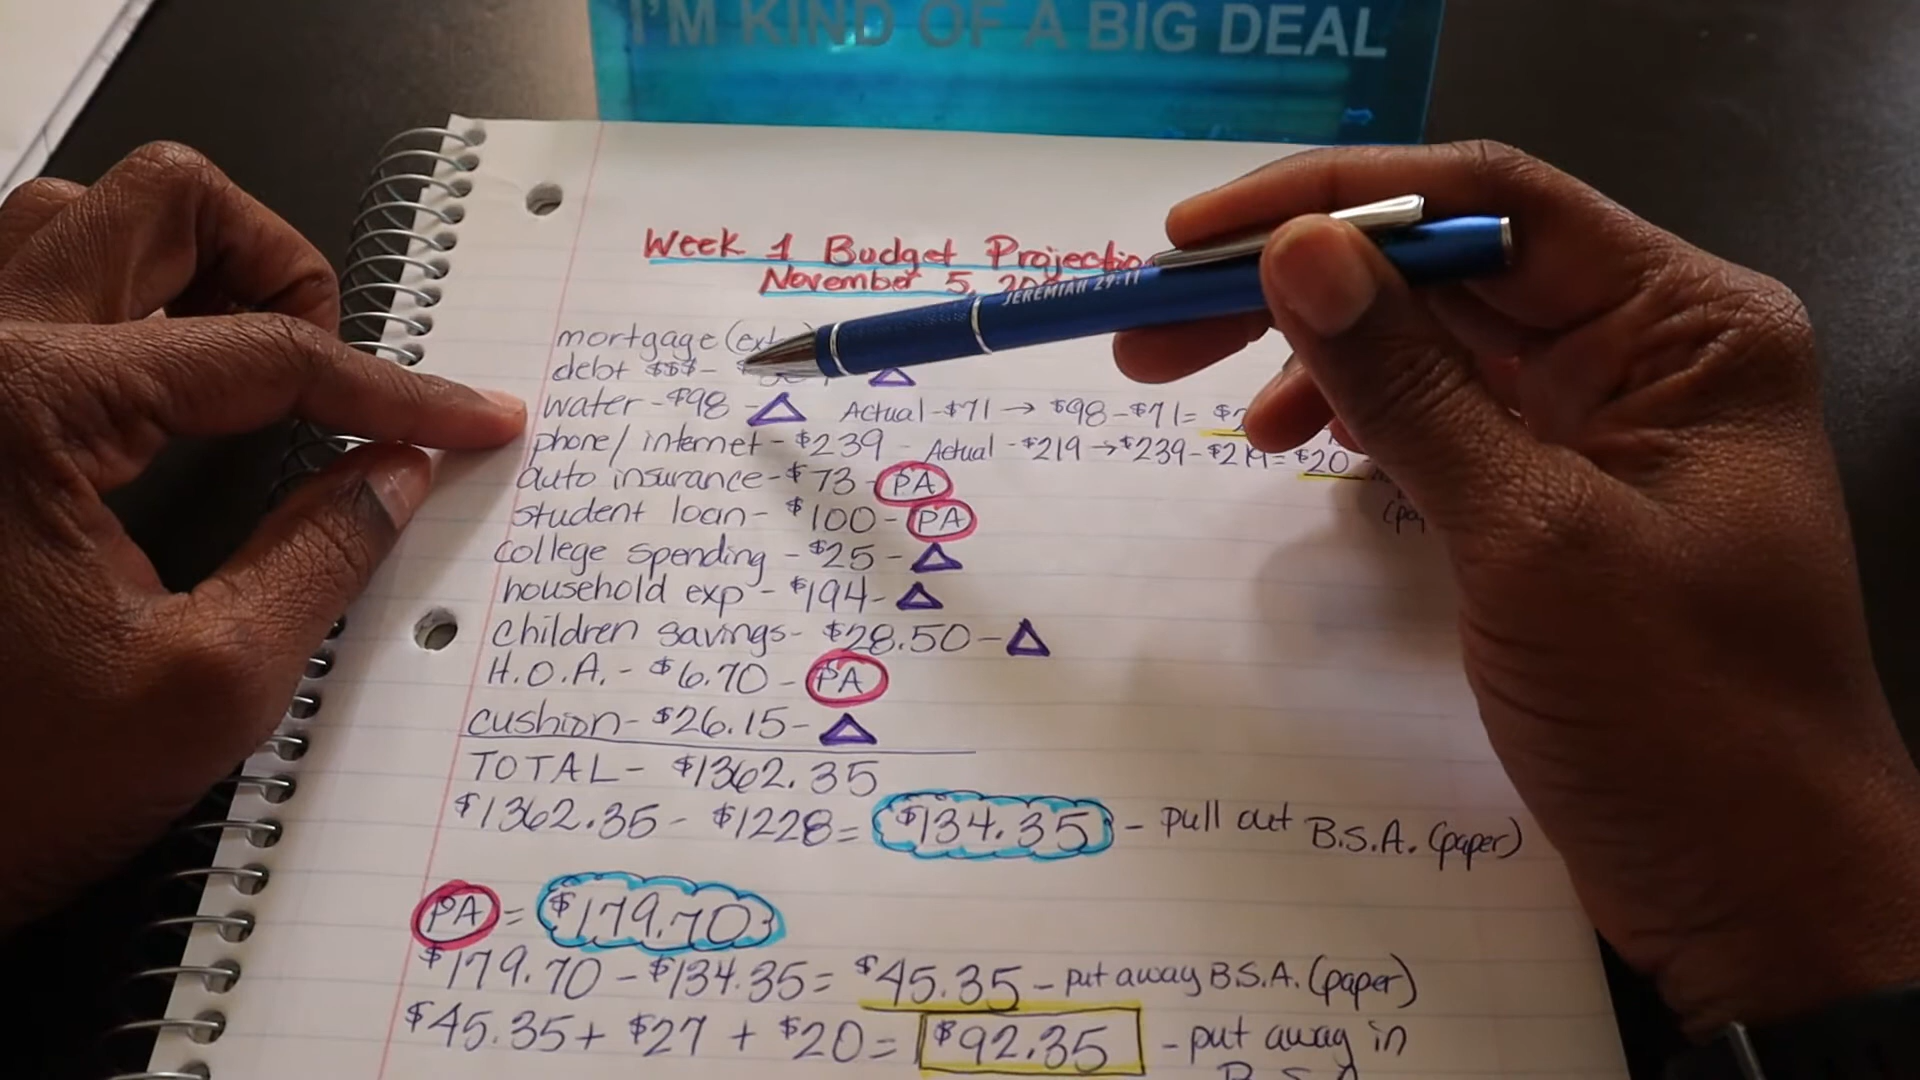 I'M KIND OF A BIG DEAL
Week 1 Budget Projectio
November 5, 20
JEREMIAH 29:11
mortgage (ext
debt $$$-
water - $98 - Actual - $71 → $98 - $71 = $2
phone / internet - $239 - Actual - $219 → $239 - $219 = $20
auto insurance - $73 - PA
student loan - $100 - PA
college spending - $25 -
household exp - $194 -
children savings - $28.50 -
H.O.A. - $6.70 - PA
cushion - $26.15 -
TOTAL - $1362.35
$1362.35 - $1228 = $134.35 - pull out B.S.A. (paper)
PA = $179.70
$179.70 - $134.35 = $45.35 - put away B.S.A. (paper)
$45.35 + $27 + $20 = $92.35 - put away in